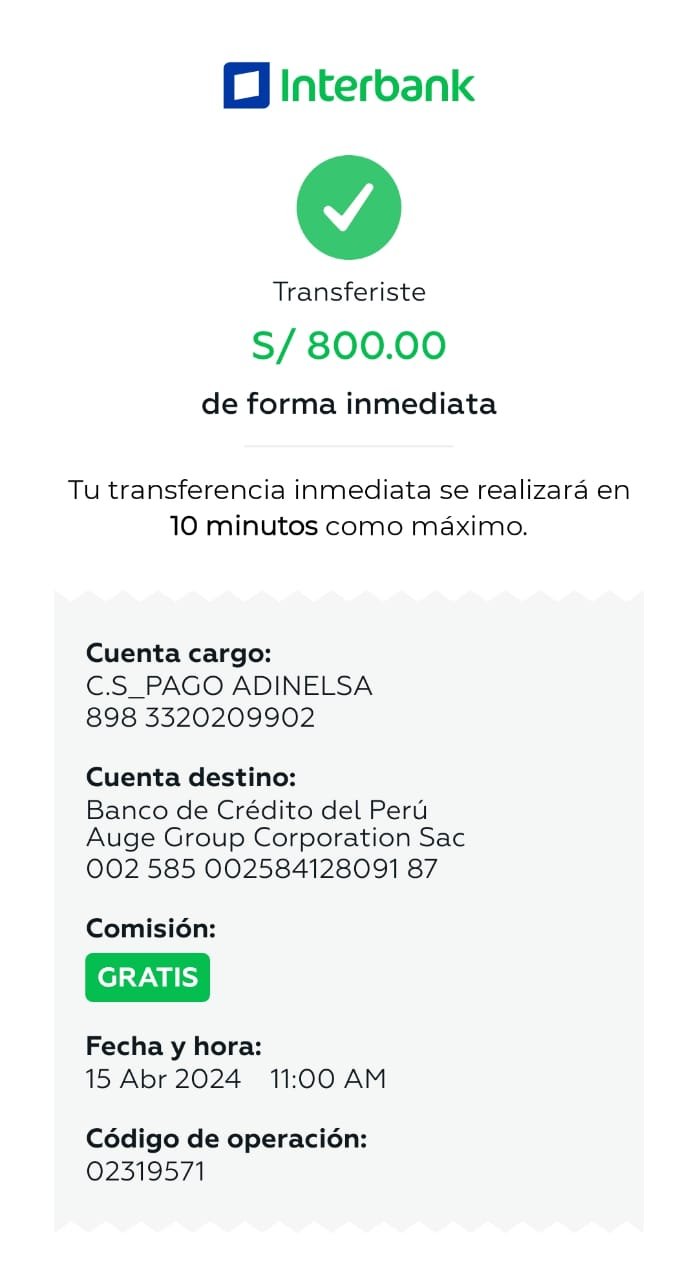 Interbank
Transferiste
S/ 800.00
de forma inmediata
Tu transferencia inmediata se realizará en
10 minutos como máximo.
Cuenta cargo:
C.S_PAGO ADINELSA
898 3320209902
Cuenta destino:
Banco de Crédito del Perú
Auge Group Corporation Sac
002 585 002584128091 87
Comisión:
GRATIS
Fecha y hora:
15 Abr 2024 11:00 AM
Código de operación:
02319571